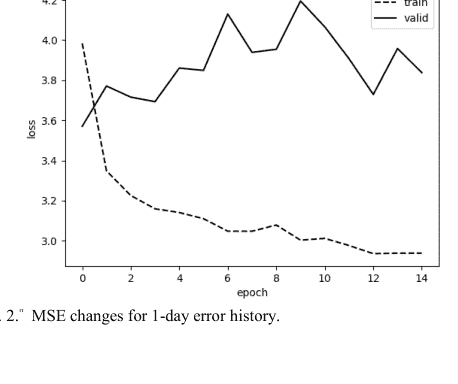 4.2
train
valid
4.0
3.8
3.6
3.4
3.2
3.0
loss
0 2 4 6 8 10 12 14
epoch
. 2." MSE changes for 1-day error history.